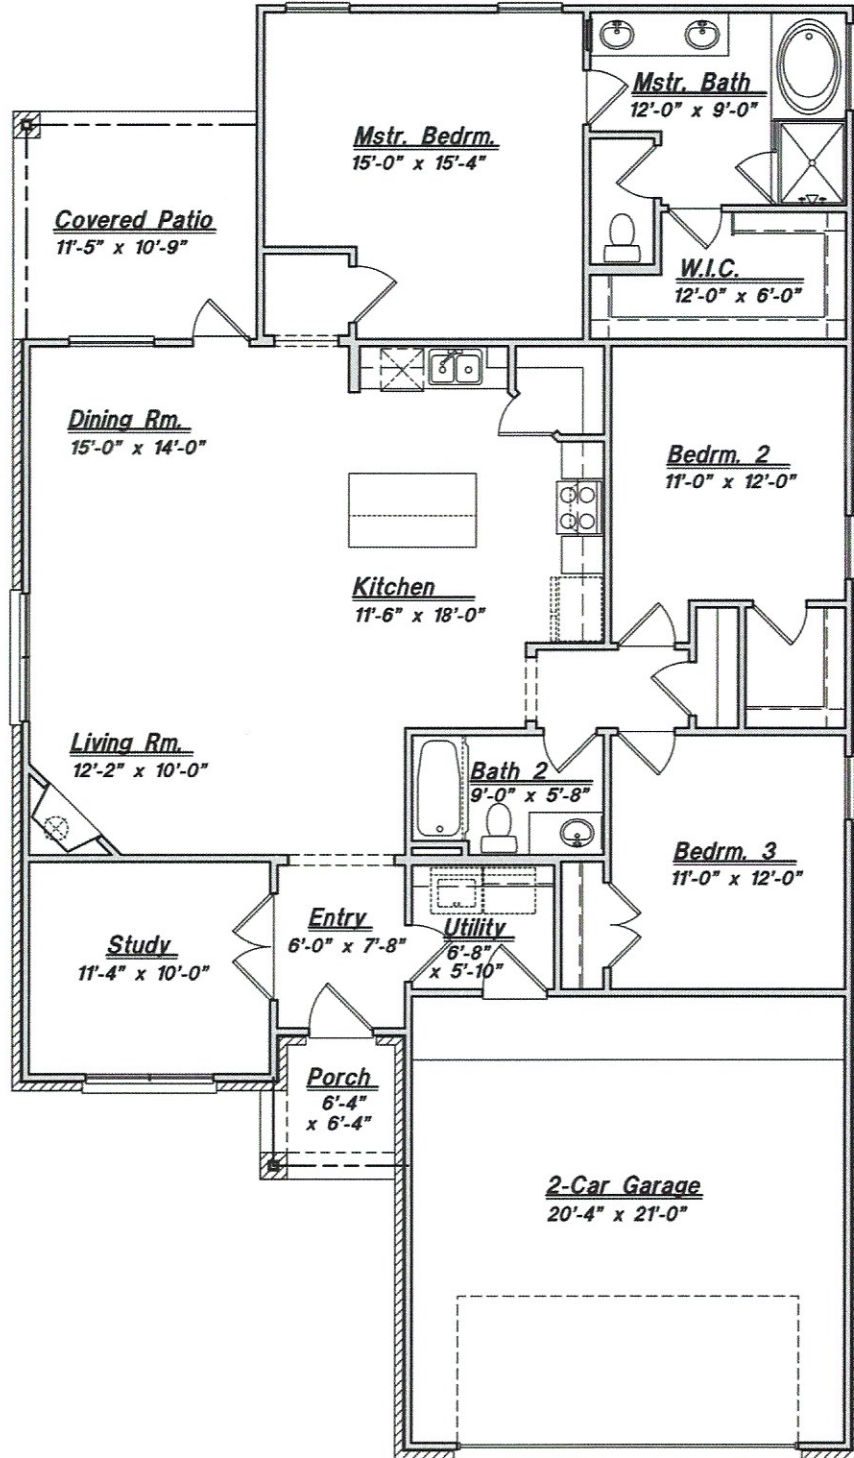 Mstr. Bath
12'-0" x 9'-0"
Mstr. Bedrm.
15'-0" x 15'-4"
Covered Patio
11'-5" x 10'-9"
W.I.C.
12'-0" x 6'-0"
Dining Rm.
15'-0" x 14'-0"
Bedrm. 2
11'-0" x 12'-0"
Kitchen
11'-6" x 18'-0"
Living Rm.
12'-2" x 10'-0"
Bath 2
9'-0" x 5'-8"
Bedrm. 3
11'-0" x 12'-0"
Entry
6'-0" x 7'-8"
Utility
6'-8"
x 5'-10"
Study
11'-4" x 10'-0"
Porch
6'-4"
x 6'-4"
2-Car Garage
20'-4" x 21'-0"